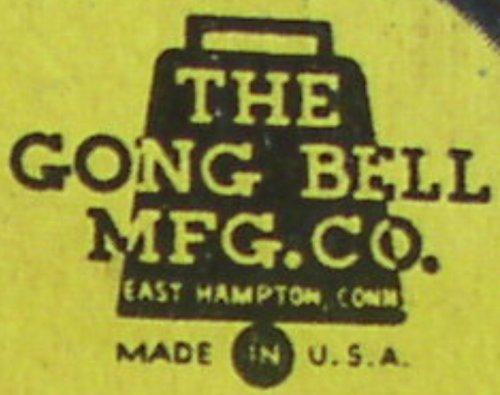 THE
GONG BELL
MFG.CO.
EAST HAMPTON, CONN.
MADE IN U.S.A.